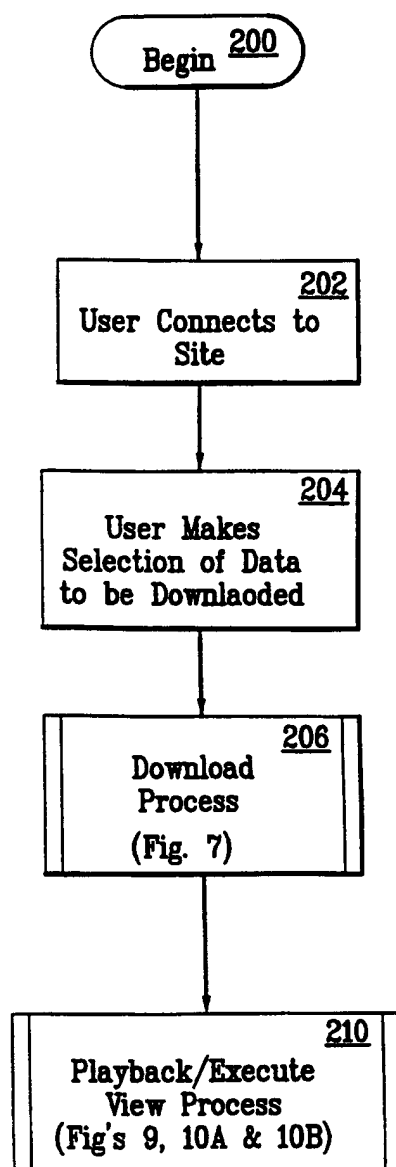 Begin 200
202
User Connects to
Site
204
User Makes
Selection of Data
to be Downlaoded
206
Download
Process
(Fig. 7)
210
Playback/Execute
View Process
(Fig's 9, 10A & 10B)